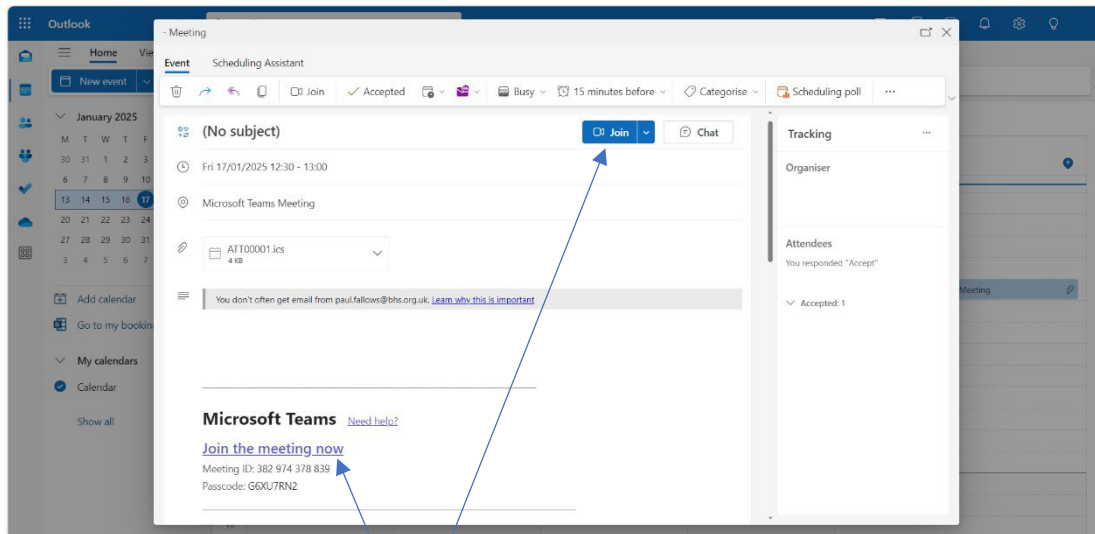 Outlook
- Meeting
Home Vie
Event Scheduling Assistant
New event
Join Accepted Busy 15 minutes before Categorise Scheduling poll ...
January 2025
M T W T F
30 31 1 2 3
6 7 8 9 10
13 14 15 16 17
20 21 22 23 24
27 28 29 30 31
3 4 5 6 7
Add calendar
Go to my bookin
My calendars
Calendar
Show all
(No subject)
Join Chat
Fri 17/01/2025 12:30 - 13:00
Microsoft Teams Meeting
ATT00001.ics
4 KB
You don't often get email from paul.fallows@bhs.org.uk. Learn why this is important
Microsoft Teams Need help?
Join the meeting now
Meeting ID: 382 974 378 839
Passcode: G6XU7RN2
Tracking ...
Organiser
Attendees
You responded "Accept"
Accepted: 1
Meeting